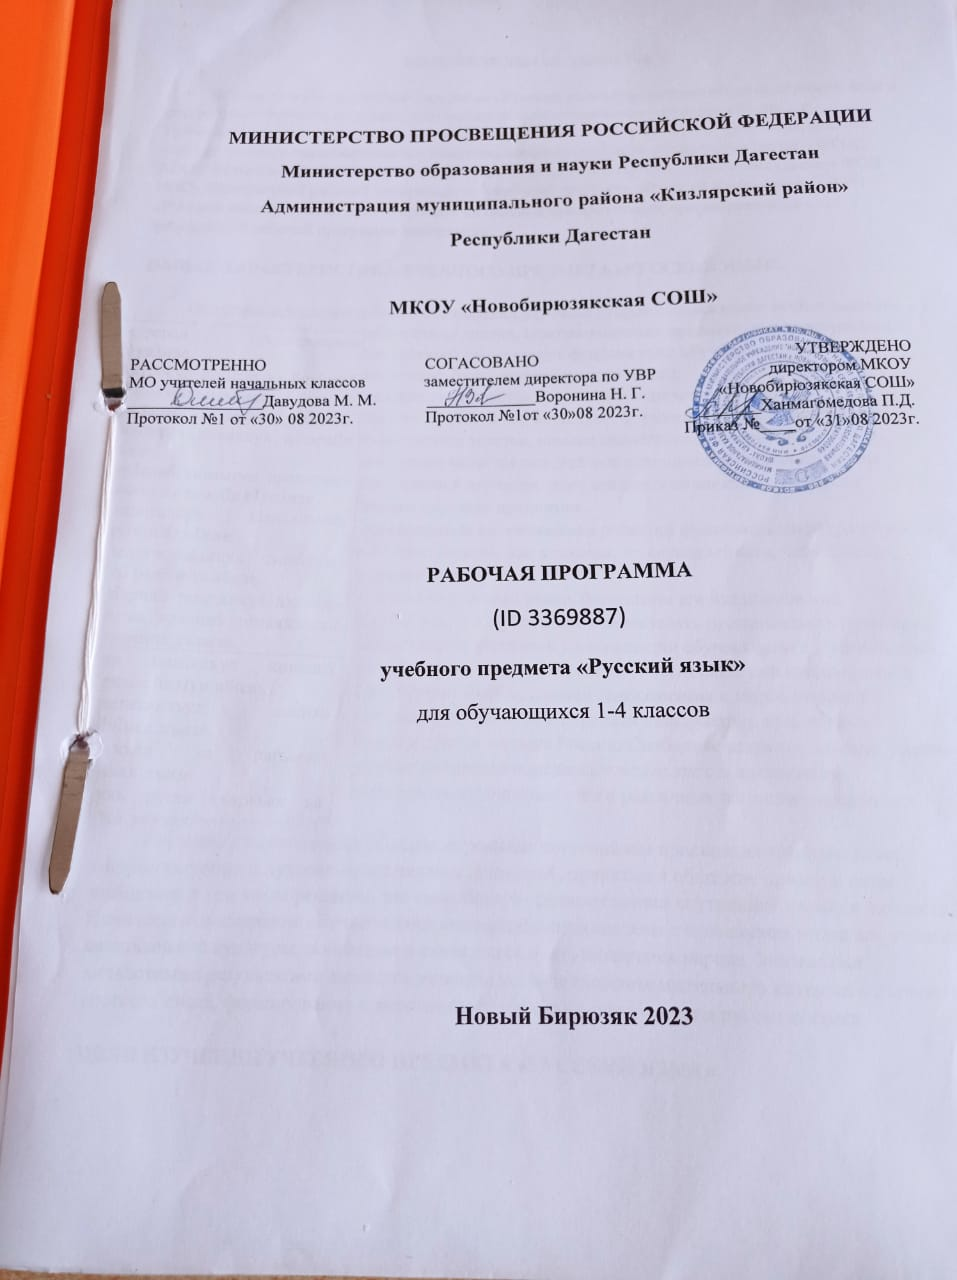 МИНИСТЕРСТВО ПРОСВЕЩЕНИЯ РОССИЙСКОЙ ФЕДЕРАЦИИ
Министерство образования и науки Республики Дагестан
Администрация муниципального района «Кизлярский район»
Республики Дагестан
МКОУ «Новобирюзякская СОШ»
РАССМОТРЕННО
МО учителей начальных классов
Давудова М. М.
Протокол №1 от «30» 08 2023г.
СОГАСОВАНО
заместителем директора по УВР
Воронина Н. Г.
Протокол №1от «30»08 2023г.
УТВЕРЖДЕНО
директором МКОУ
«Новобирюзякская СОШ»
Ханмагомедова П.Д.
Приказ №____от «31»08 2023г.
РАБОЧАЯ ПРОГРАММА
(ID 3369887)
учебного предмета «Русский язык»
для обучающихся 1-4 классов
Новый Бирюзяк 2023